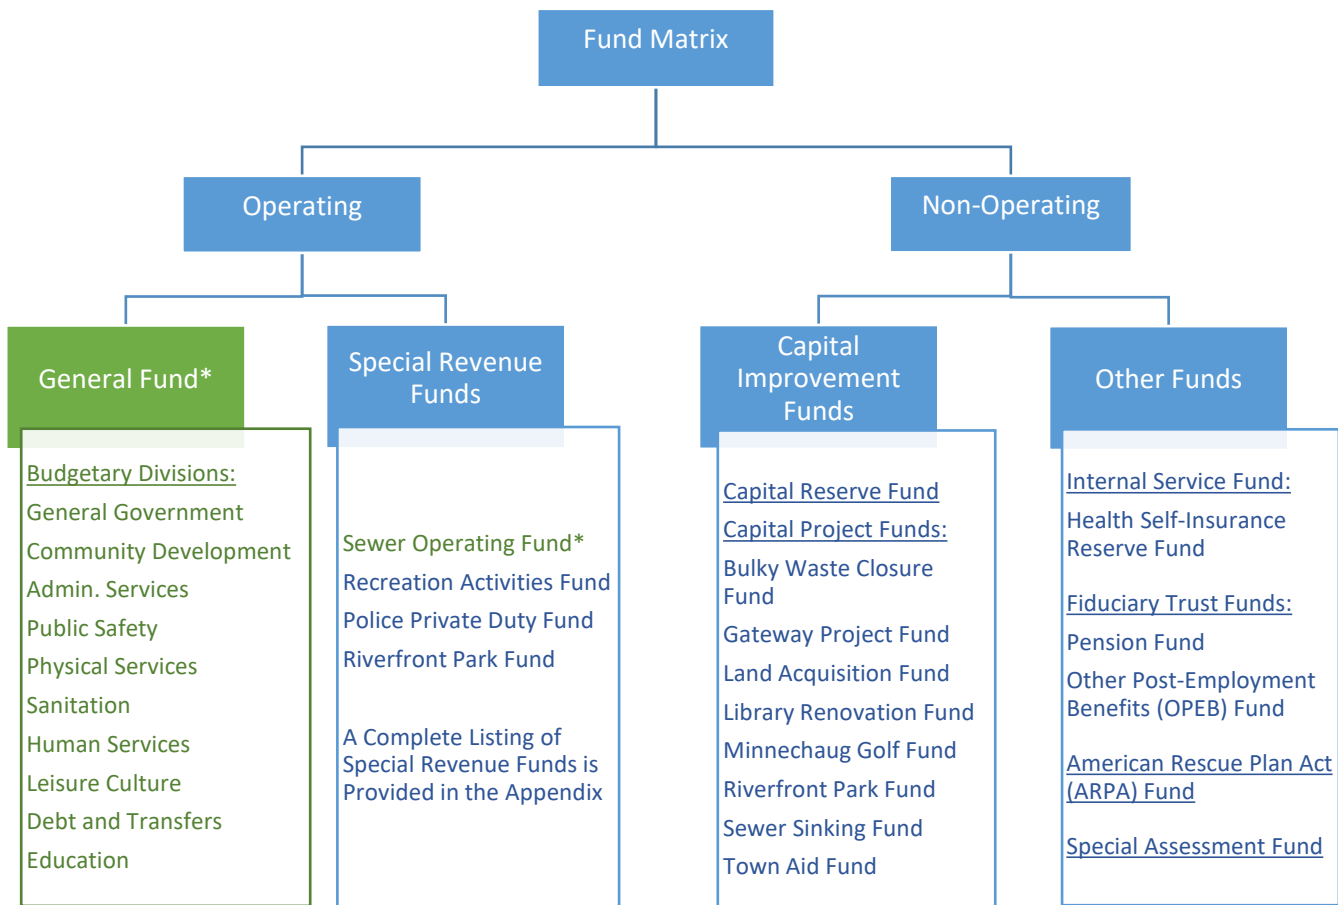 Fund Matrix
Operating
Non-Operating
General Fund*
Budgetary Divisions:
General Government
Community Development
Admin. Services
Public Safety
Physical Services
Sanitation
Human Services
Leisure Culture
Debt and Transfers
Education
Special Revenue
Funds
Sewer Operating Fund*
Recreation Activities Fund
Police Private Duty Fund
Riverfront Park Fund
A Complete Listing of
Special Revenue Funds is
Provided in the Appendix
Capital
Improvement
Funds
Capital Reserve Fund
Capital Project Funds:
Bulky Waste Closure
Fund
Gateway Project Fund
Land Acquisition Fund
Library Renovation Fund
Minnechaug Golf Fund
Riverfront Park Fund
Sewer Sinking Fund
Town Aid Fund
Other Funds
Internal Service Fund:
Health Self-Insurance
Reserve Fund
Fiduciary Trust Funds:
Pension Fund
Other Post-Employment
Benefits (OPEB) Fund
American Rescue Plan Act
(ARPA) Fund
Special Assessment Fund